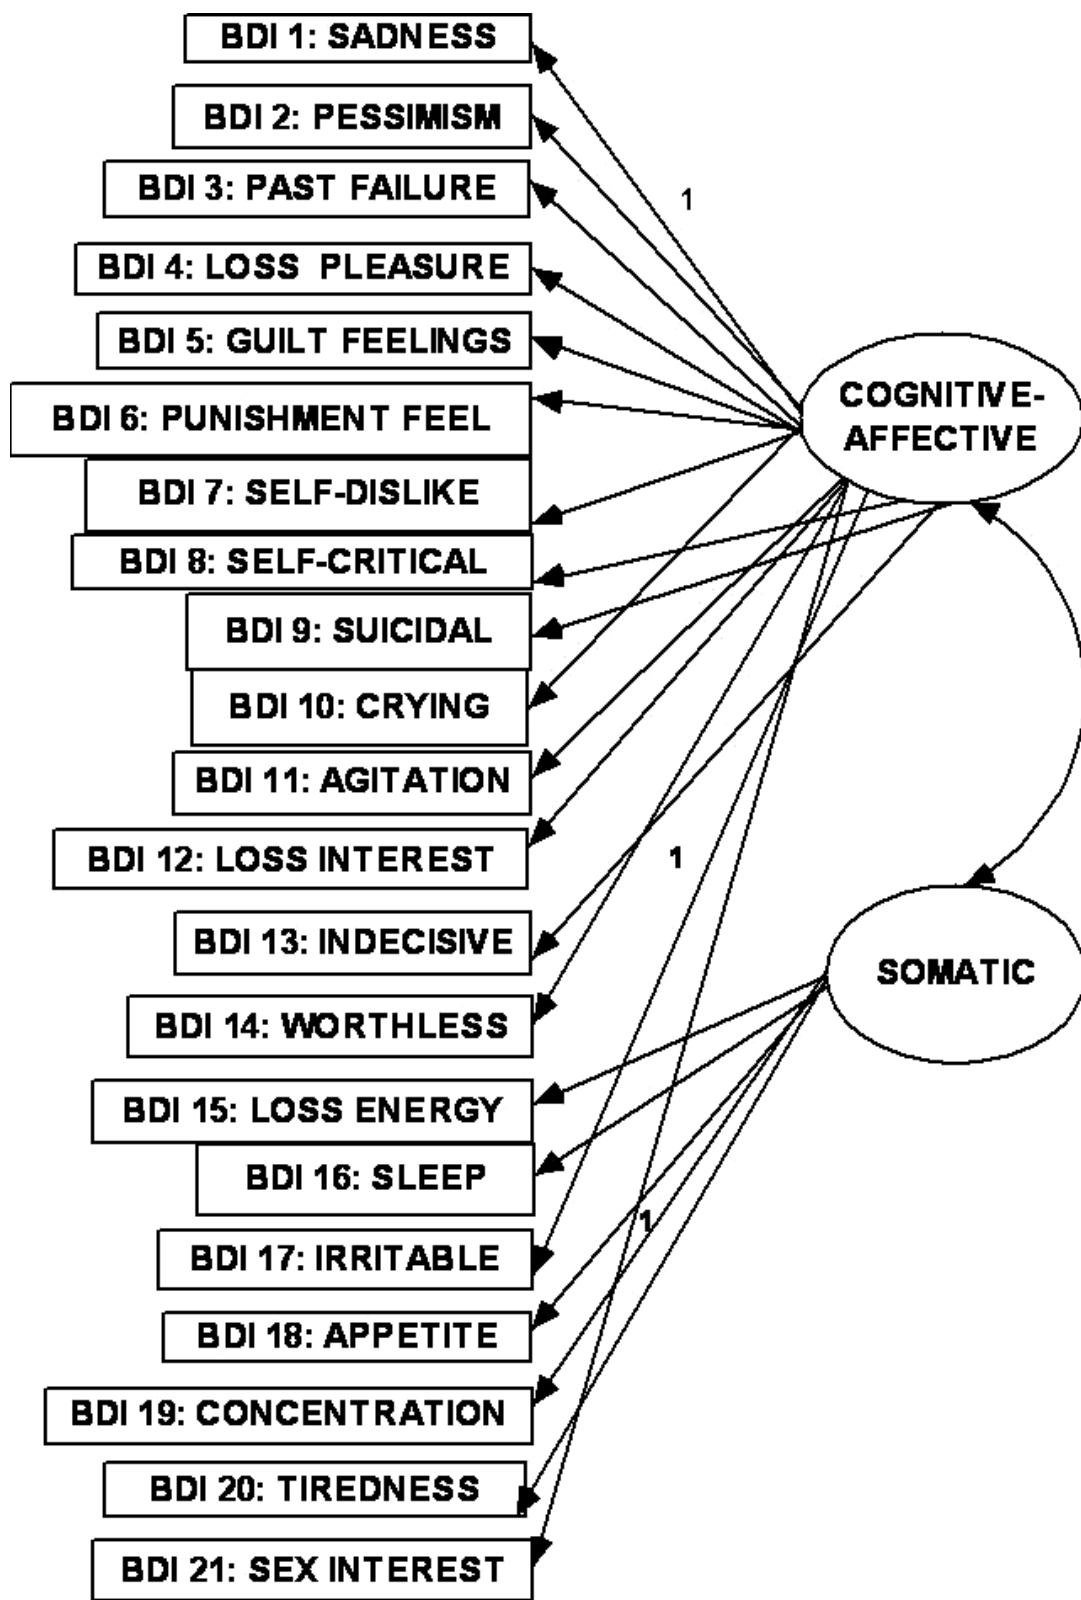 BDI 1: SADNESS
BDI 2: PESSIMISM
BDI 3: PAST FAILURE
1
BDI 4: LOSS PLEASURE
BDI 5: GUILT FEELINGS
BDI 6: PUNISHMENT FEEL
COGNITIVE-
AFFECTIVE
BDI 7: SELF-DISLIKE
BDI 8: SELF-CRITICAL
BDI 9: SUICIDAL
BDI 10: CRYING
BDI 11: AGITATION
BDI 12: LOSS INTEREST
1
BDI 13: INDECISIVE
SOMATIC
BDI 14: WORTHLESS
BDI 15: LOSS ENERGY
BDI 16: SLEEP
1
BDI 17: IRRITABLE
BDI 18: APPETITE
BDI 19: CONCENTRATION
BDI 20: TIREDNESS
BDI 21: SEX INTEREST